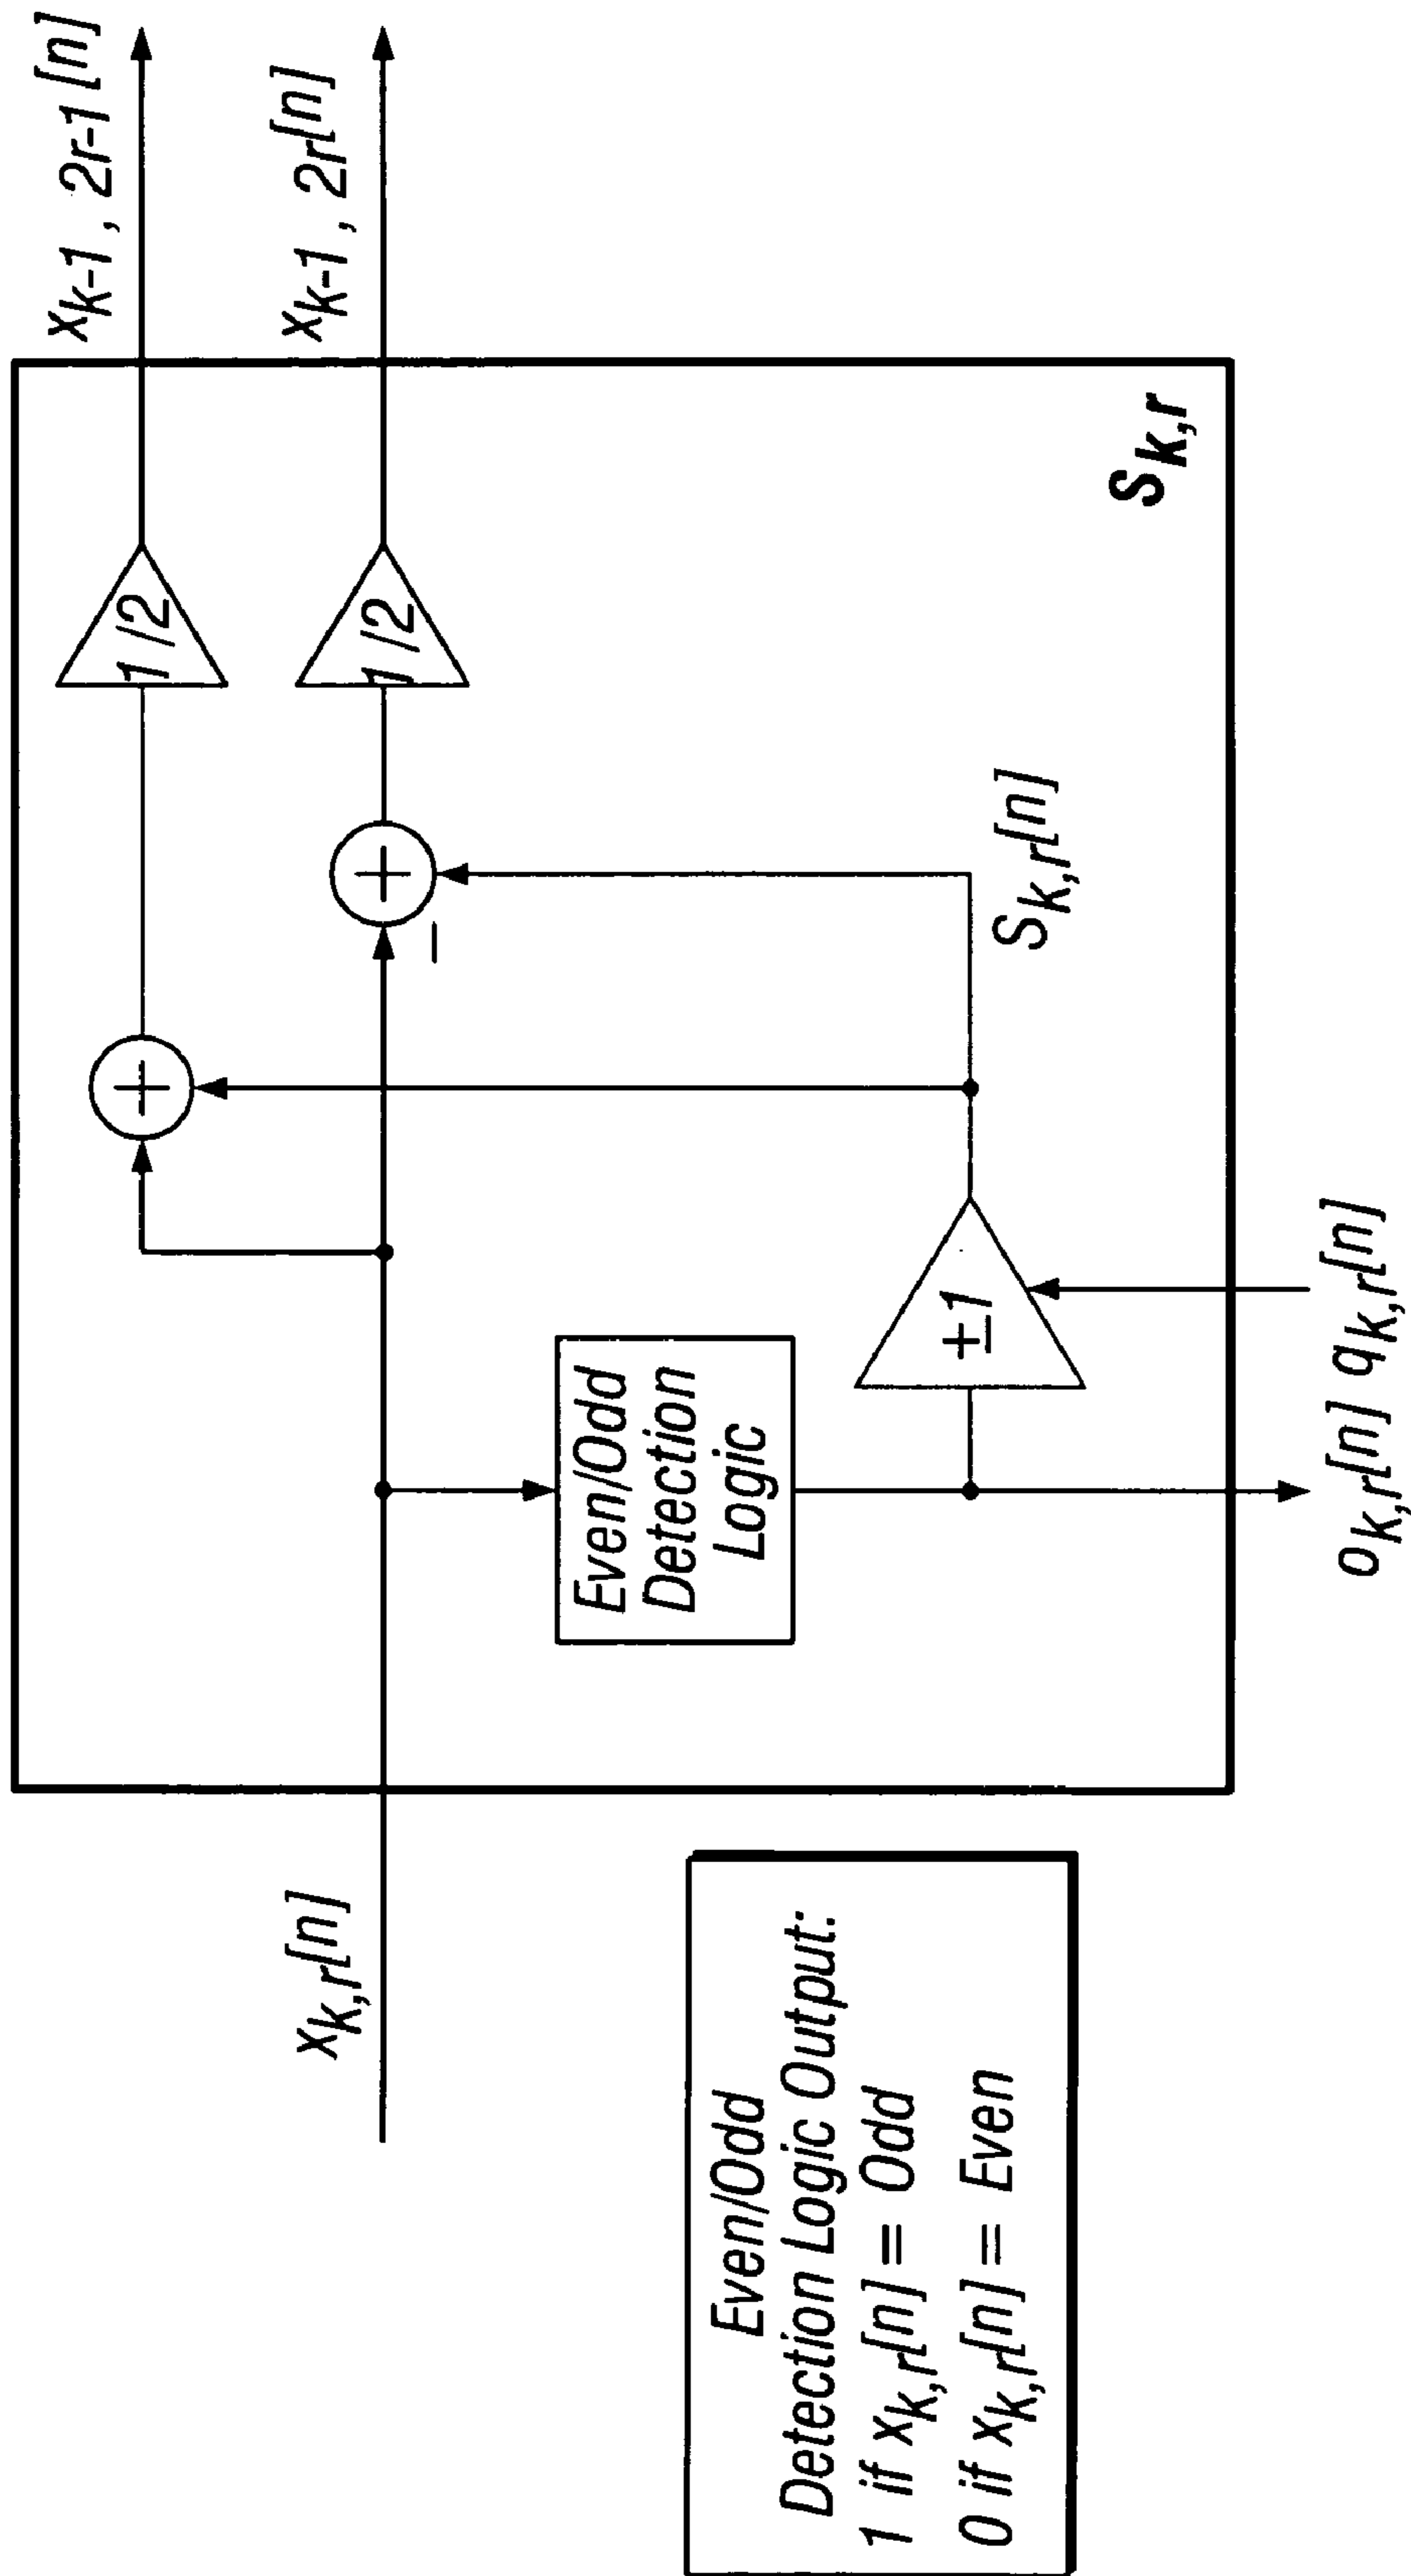 x_{k-1, 2r-1}[n]
x_{k-1, 2r}[n]
1/2
1/2
+
+
−
x_{k,r}[n]
Even/Odd
Detection
Logic
±1
S_{k,r}[n]
S_{k,r}
o_{k,r}[n] q_{k,r}[n]
Even/Odd
Detection Logic Output:
1 if x_{k,r}[n] = Odd
0 if x_{k,r}[n] = Even